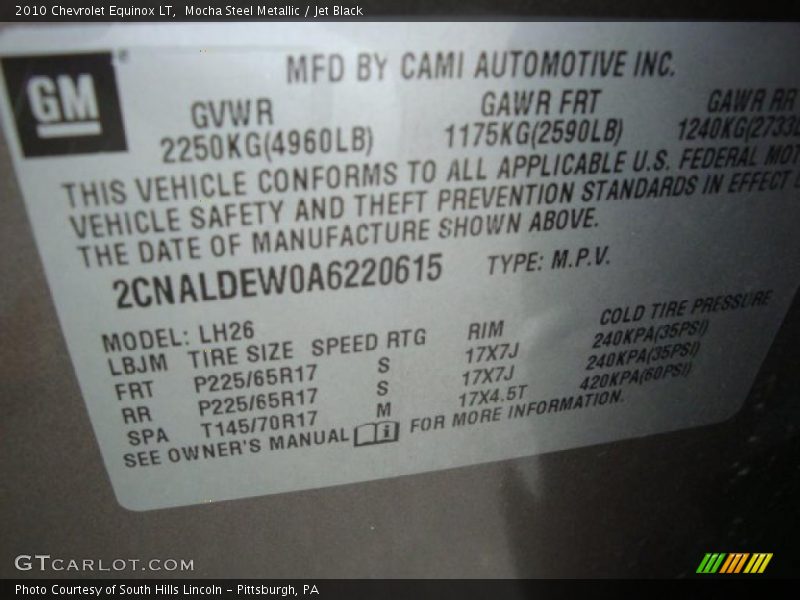 2010 Chevrolet Equinox LT, Mocha Steel Metallic / Jet Black
GM
MFD BY CAMI AUTOMOTIVE INC.
GVWR GAWR FRT GAWR RR
2250KG(4960LB) 1175KG(2590LB) 1240KG(2733L
THIS VEHICLE CONFORMS TO ALL APPLICABLE U.S. FEDERAL MOT
VEHICLE SAFETY AND THEFT PREVENTION STANDARDS IN EFFECT
THE DATE OF MANUFACTURE SHOWN ABOVE.
2CNALDEW0A6220615 TYPE: M.P.V.
MODEL: LH26
LBJM TIRE SIZE SPEED RTG RIM COLD TIRE PRESSURE
FRT P225/65R17 S 17X7J 240KPA(35PSI)
RR P225/65R17 S 17X7J 240KPA(35PSI)
SPA T145/70R17 M 17X4.5T 420KPA(60PSI)
SEE OWNER'S MANUAL FOR MORE INFORMATION.
GTCARLOT.COM
Photo Courtesy of South Hills Lincoln - Pittsburgh, PA